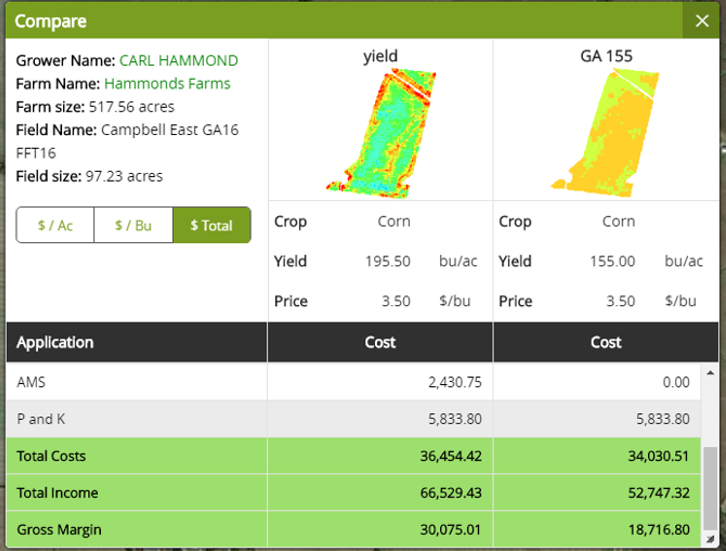 Compare
Grower Name: CARL HAMMOND
Farm Name: Hammonds Farms
Farm size: 517.56 acres
Field Name: Campbell East GA16
FFT16
Field size: 97.23 acres
$ / Ac $ / Bu $ Total
yield GA 155
Crop Corn Crop Corn
Yield 195.50 bu/ac Yield 155.00 bu/ac
Price 3.50 $/bu Price 3.50 $/bu
Application Cost Cost
AMS 2,430.75 0.00
P and K 5,833.80 5,833.80
Total Costs 36,454.42 34,030.51
Total Income 66,529.43 52,747.32
Gross Margin 30,075.01 18,716.80